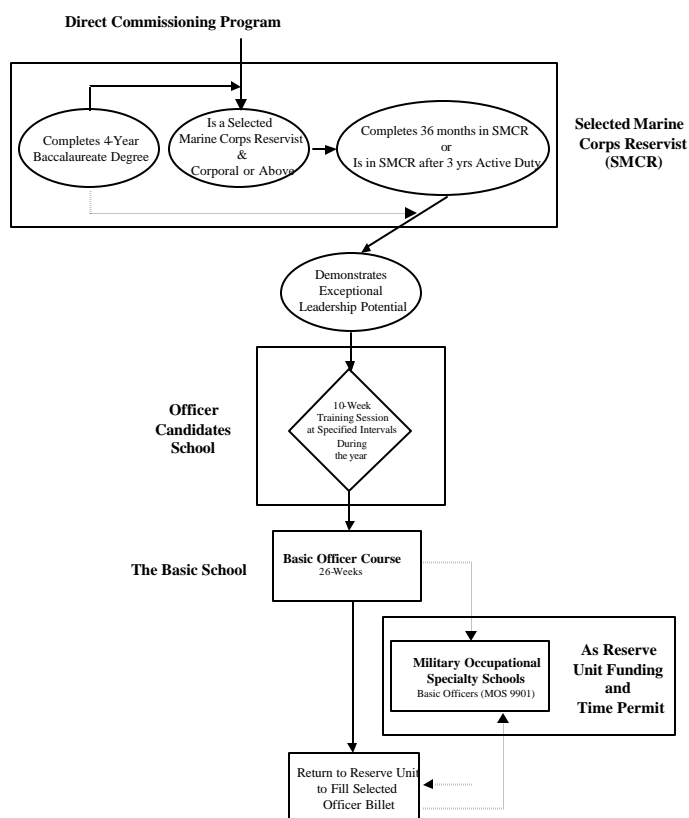 Direct Commissioning Program
Completes 4-Year
Baccalaureate Degree
Is a Selected
Marine Corps Reservist
&
Corporal or Above
Completes 36 months in SMCR
or
Is in SMCR after 3 yrs Active Duty
Selected Marine
Corps Reservist
(SMCR)
Demonstrates
Exceptional
Leadership Potential
Officer
Candidates
School
10-Week
Training Session
at Specified Intervals
During
the year
The Basic School
Basic Officer Course
26-Weeks
Military Occupational
Specialty Schools
Basic Officers (MOS 9901)
As Reserve
Unit Funding
and
Time Permit
Return to Reserve Unit
to Fill Selected
Officer Billet